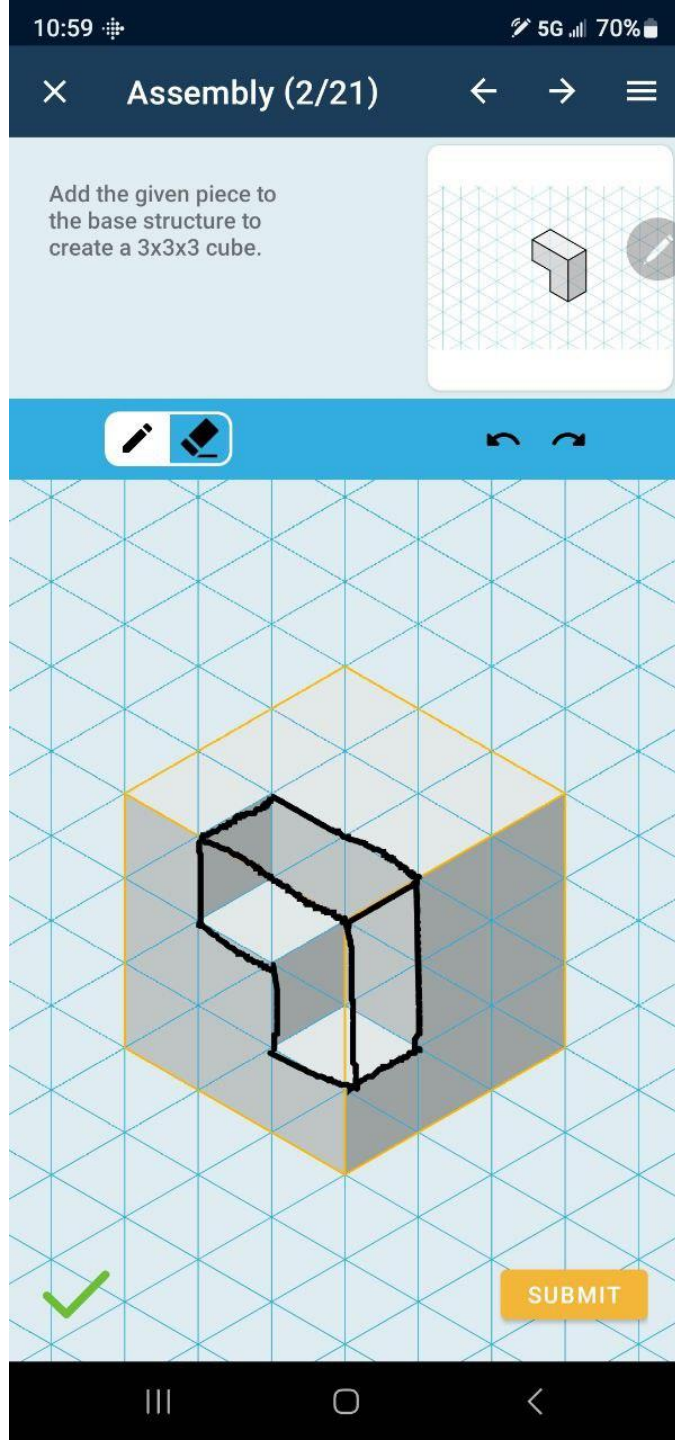 10:59 5G 70%
Assembly (2/21)
Add the given piece to
the base structure to
create a 3x3x3 cube.
SUBMIT